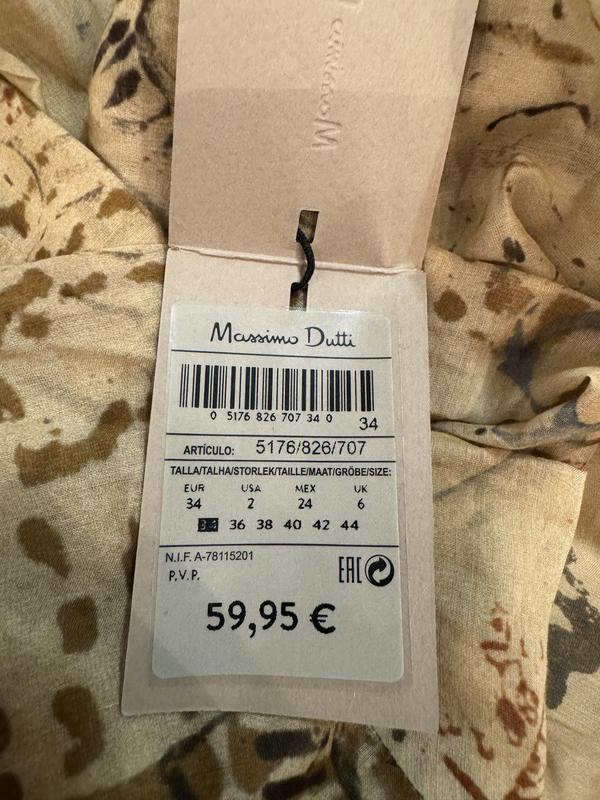 Massimo Dutti
0 5176 826 707 34 0
34
ARTÍCULO: 5176/826/707
TALLA/TALHA/STORLEK/TAILLE/MAAT/GRÖBE/SIZE:
EUR USA MEX UK
34 2 24 6
34 36 38 40 42 44
N.I.F. A-78115201
P.V.P.
EAC
59,95 €